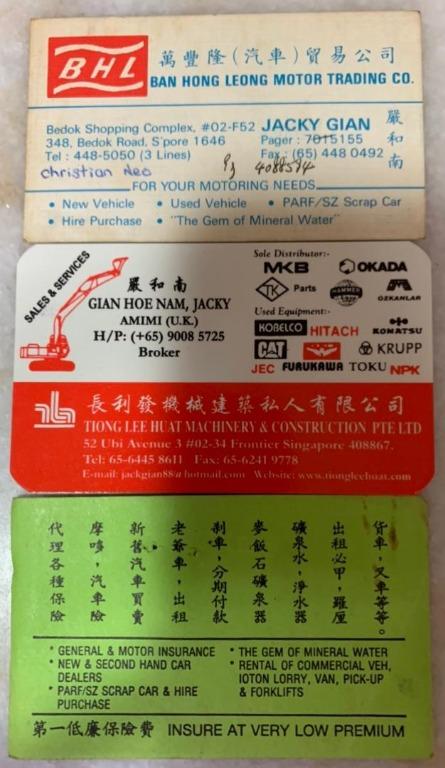 BHL
萬豐隆(汽車)貿易公司
BAN HONG LEONG MOTOR TRADING CO.
Bedok Shopping Complex, #02-F52
348, Bedok Road, S'pore 1646
Tel : 448-5050 (3 Lines)
christian Neo
JACKY GIAN
嚴和南
Pager : 7015155
Fax : (65) 448 0492
FOR YOUR MOTORING NEEDS
• New Vehicle • Used Vehicle • PARF/SZ Scrap Car
• Hire Purchase • "The Gem of Mineral Water"
SALES & SERVICES
嚴和南
GIAN HOE NAM, JACKY
AMIMI (U.K.)
H/P: (+65) 9008 5725
Broker
Sole Distributor:-
MKB OKADA
TK Parts HAMMER OZKANLAR
Used Equipment:-
KOBELCO HITACH KOMATSU
CAT KRUPP
JEC FURUKAWA TOKU NPK
長利發機械建築私人有限公司
TIONG LEE HUAT MACHINERY & CONSTRUCTION PTE LTD
52 Ubi Avenue 3 #02-34 Frontier Singapore 408867.
Tel: 65-6445 8611 Fax: 65-6241 9778
E-mail: jackgian88@hotmail.com Website: www.tiongleehuat.com
貨車,叉車等等。
出租必甲,羅厘
礦泉水,淨水器
麥飯石礦泉器
剎車,分期付款
老爺車,出租
新舊汽車買賣
摩哆,汽車險
代理各種保險
* GENERAL & MOTOR INSURANCE
* NEW & SECOND HAND CAR
DEALERS
* PARF/SZ SCRAP CAR & HIRE
PURCHASE
* THE GEM OF MINERAL WATER
* RENTAL OF COMMERCIAL VEH,
IOTON LORRY, VAN, PICK-UP
& FORKLIFTS
第一低廉保險費 INSURE AT VERY LOW PREMIUM